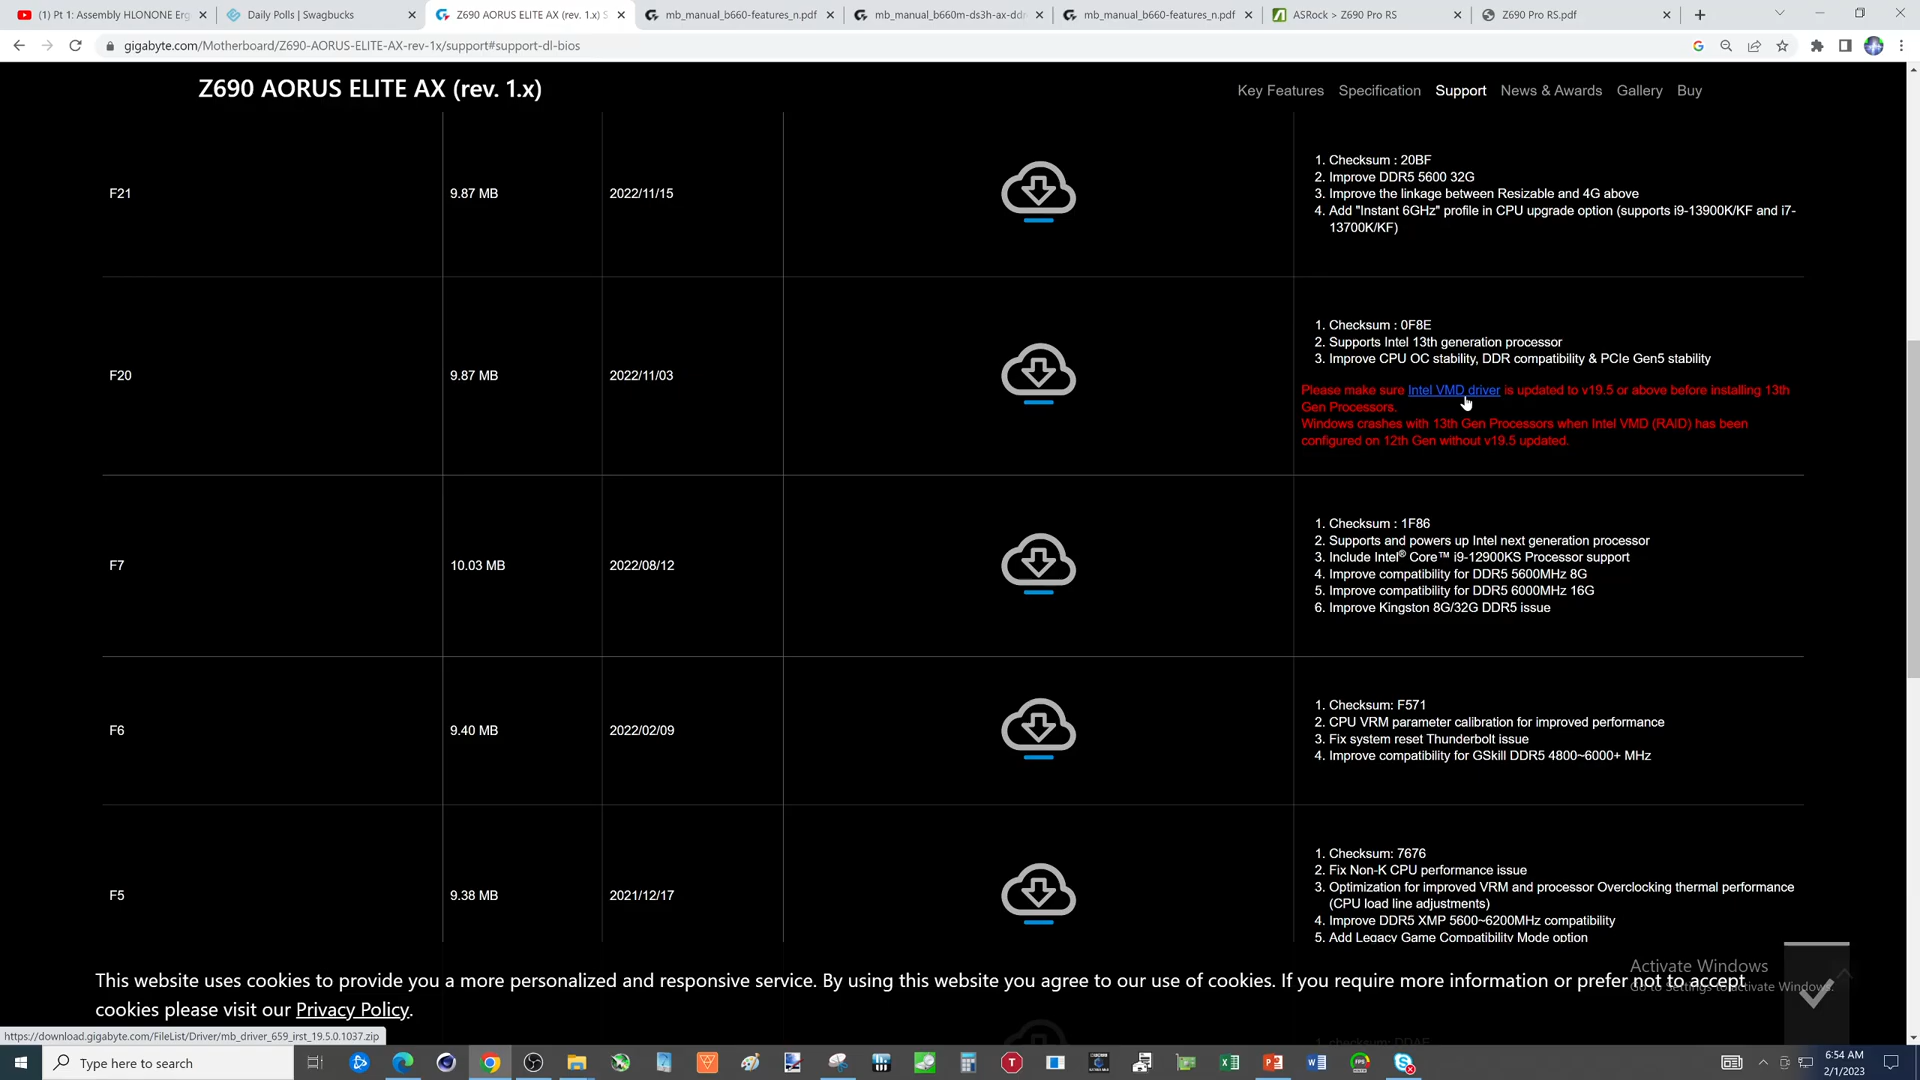 (1) Pt 1: Assembly HLONONE Erg
Daily Polls | Swagbucks
Z690 AORUS ELITE AX (rev. 1.x) S
mb_manual_b660-features_n.pdf
mb_manual_b660m-ds3h-ax-ddr
mb_manual_b660-features_n.pdf
ASRock > Z690 Pro RS
Z690 Pro RS.pdf
gigabyte.com/Motherboard/Z690-AORUS-ELITE-AX-rev-1x/support#support-dl-bios
Z690 AORUS ELITE AX (rev. 1.x)
Key Features Specification Support News & Awards Gallery Buy
F21 9.87 MB 2022/11/15
1. Checksum : 20BF
2. Improve DDR5 5600 32G
3. Improve the linkage between Resizable and 4G above
4. Add "Instant 6GHz" profile in CPU upgrade option (supports i9-13900K/KF and i7-
13700K/KF)
F20 9.87 MB 2022/11/03
1. Checksum : 0F8E
2. Supports Intel 13th generation processor
3. Improve CPU OC stability, DDR compatibility & PCIe Gen5 stability
Please make sure Intel VMD driver is updated to v19.5 or above before installing 13th
Gen Processors.
Windows crashes with 13th Gen Processors when Intel VMD (RAID) has been
configured on 12th Gen without v19.5 updated.
F7 10.03 MB 2022/08/12
1. Checksum : 1F86
2. Supports and powers up Intel next generation processor
3. Include Intel® Core™ i9-12900KS Processor support
4. Improve compatibility for DDR5 5600MHz 8G
5. Improve compatibility for DDR5 6000MHz 16G
6. Improve Kingston 8G/32G DDR5 issue
F6 9.40 MB 2022/02/09
1. Checksum: F571
2. CPU VRM parameter calibration for improved performance
3. Fix system reset Thunderbolt issue
4. Improve compatibility for GSkill DDR5 4800~6000+ MHz
F5 9.38 MB 2021/12/17
1. Checksum: 7676
2. Fix Non-K CPU performance issue
3. Optimization for improved VRM and processor Overclocking thermal performance
(CPU load line adjustments)
4. Improve DDR5 XMP 5600~6200MHz compatibility
5. Add Legacy Game Compatibility Mode option
Activate Windows
Go to Settings to activate Windows.
This website uses cookies to provide you a more personalized and responsive service. By using this website you agree to our use of cookies. If you require more information or prefer not to accept
cookies please visit our Privacy Policy.
https://download.gigabyte.com/FileList/Driver/mb_driver_659_irst_19.5.0.1037.zip
Type here to search
6:54 AM
2/1/2023